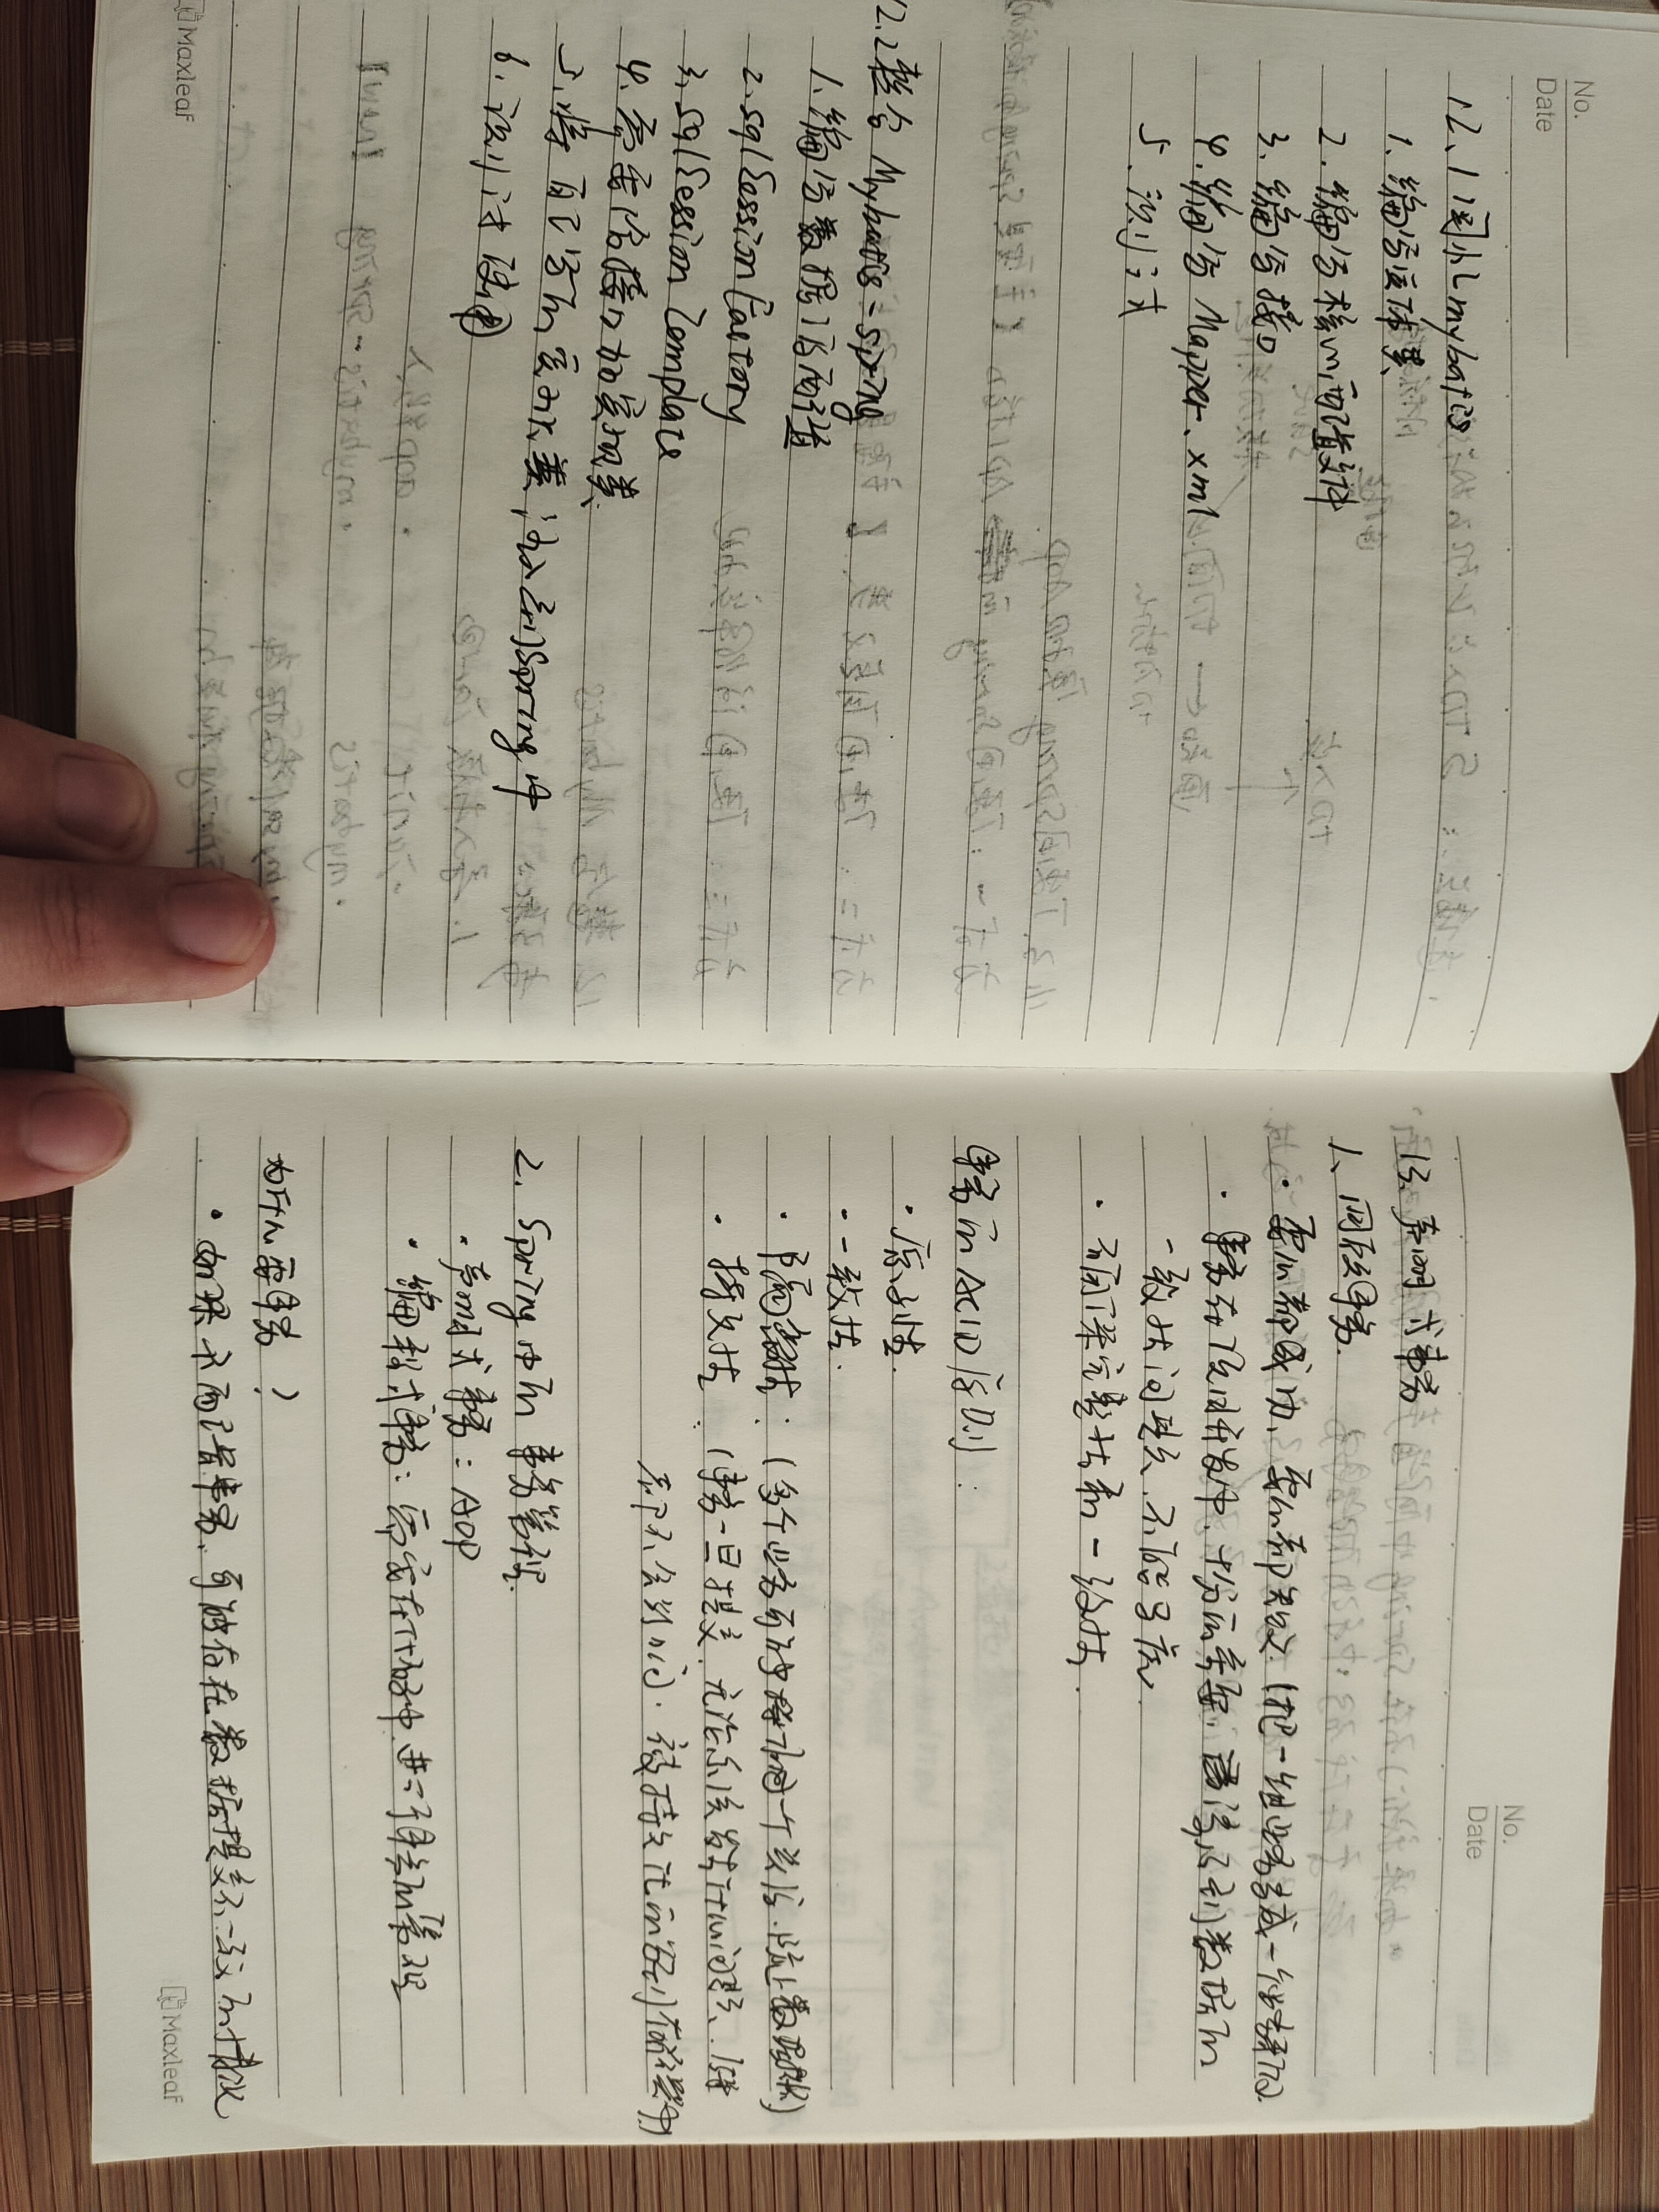 No.
Date
12.1 回忆mybatis
1. 编写实体类
2. 编写核心配置文件
3. 编写接口
4. 编写Mapper.xml
5. 测试
12.2整合Mybatis-spring
1. 编写数据源配置
2. sqlSessionFactory
3. sqlSessionTemplate
4. 需要给接口加实现类
5. 将自己写的实现类,注入到Spring中
6. 测试使用
Maxleaf
No.
Date
13. 声明式事务
1、回顾事务
· 要么都成功,要么都失败.(把一组业务当成一个业务来做)
· 事务在项目开发中,十分的重要,涉及到数据的
一致性问题、不能马虎
· 确保完整性和一致性.
事务的ACID原则:
· 原子性
· 一致性.
· 隔离性:(多个业务可能操作同一个资源,防止数据损坏)
· 持久性:(事务一旦提交,无论系统发生什么问题、结果
都不会影响.被持久化的写到存储器中)
2. Spring中的事务管理.
· 声明式事务:AOP
· 编程式事务:需要在代码中进行事务的管理
为什么要事务?
· 如果不配置事务,可能存在数据提交不一致的情况
Maxleaf